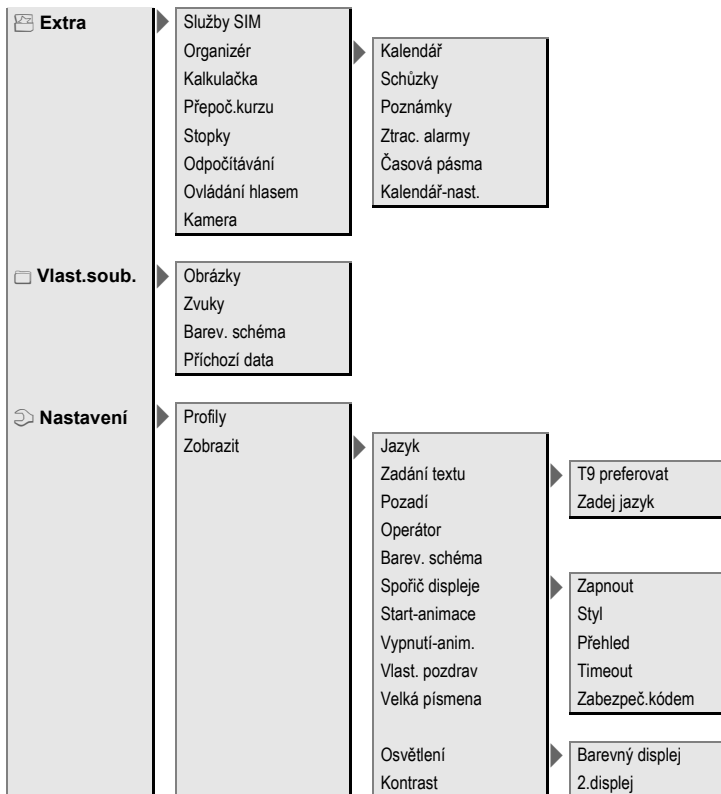 Extra
Služby SIM
Organizér
Kalkulačka
Přepoč.kurzu
Stopky
Odpočítávání
Ovládání hlasem
Kamera
Kalendář
Schůzky
Poznámky
Ztrac. alarmy
Časová pásma
Kalendář-nast.
Vlast.soub.
Obrázky
Zvuky
Barev. schéma
Příchozí data
Nastavení
Profily
Zobrazit
Jazyk
Zadání textu
Pozadí
Operátor
Barev. schéma
Spořič displeje
Start-animace
Vypnutí-anim.
Vlast. pozdrav
Velká písmena
Osvětlení
Kontrast
T9 preferovat
Zadej jazyk
Zapnout
Styl
Přehled
Timeout
Zabezpeč.kódem
Barevný displej
2.displej